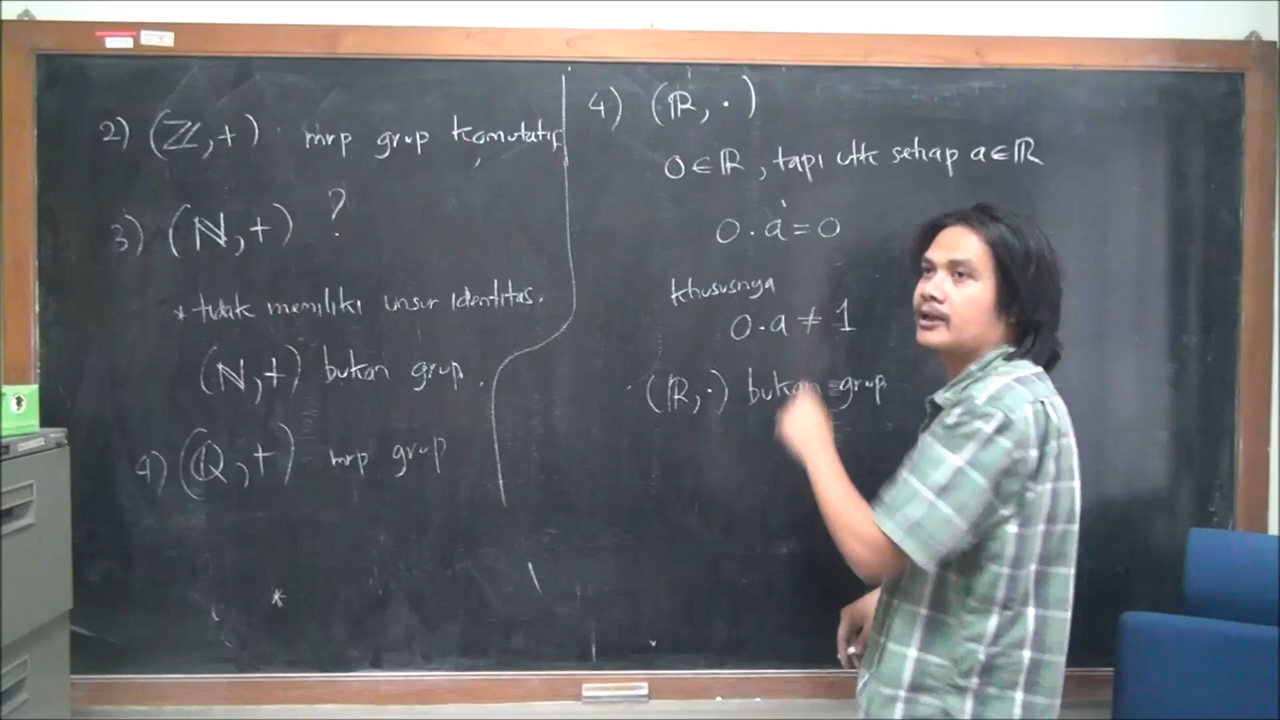 2) (ℤ,+) mrp grup komutatif
3) (ℕ,+) ?
* tidak memiliki unsur identitas.
(ℕ,+) bukan grup.
4) (ℚ,+) mrp grup
*
4) (ℝ, ·)
0 ∈ ℝ, tapi utk setiap a ∈ ℝ
0 · a = 0
khususnya
0 · a ≠ 1
(ℝ, ·) bukan grup